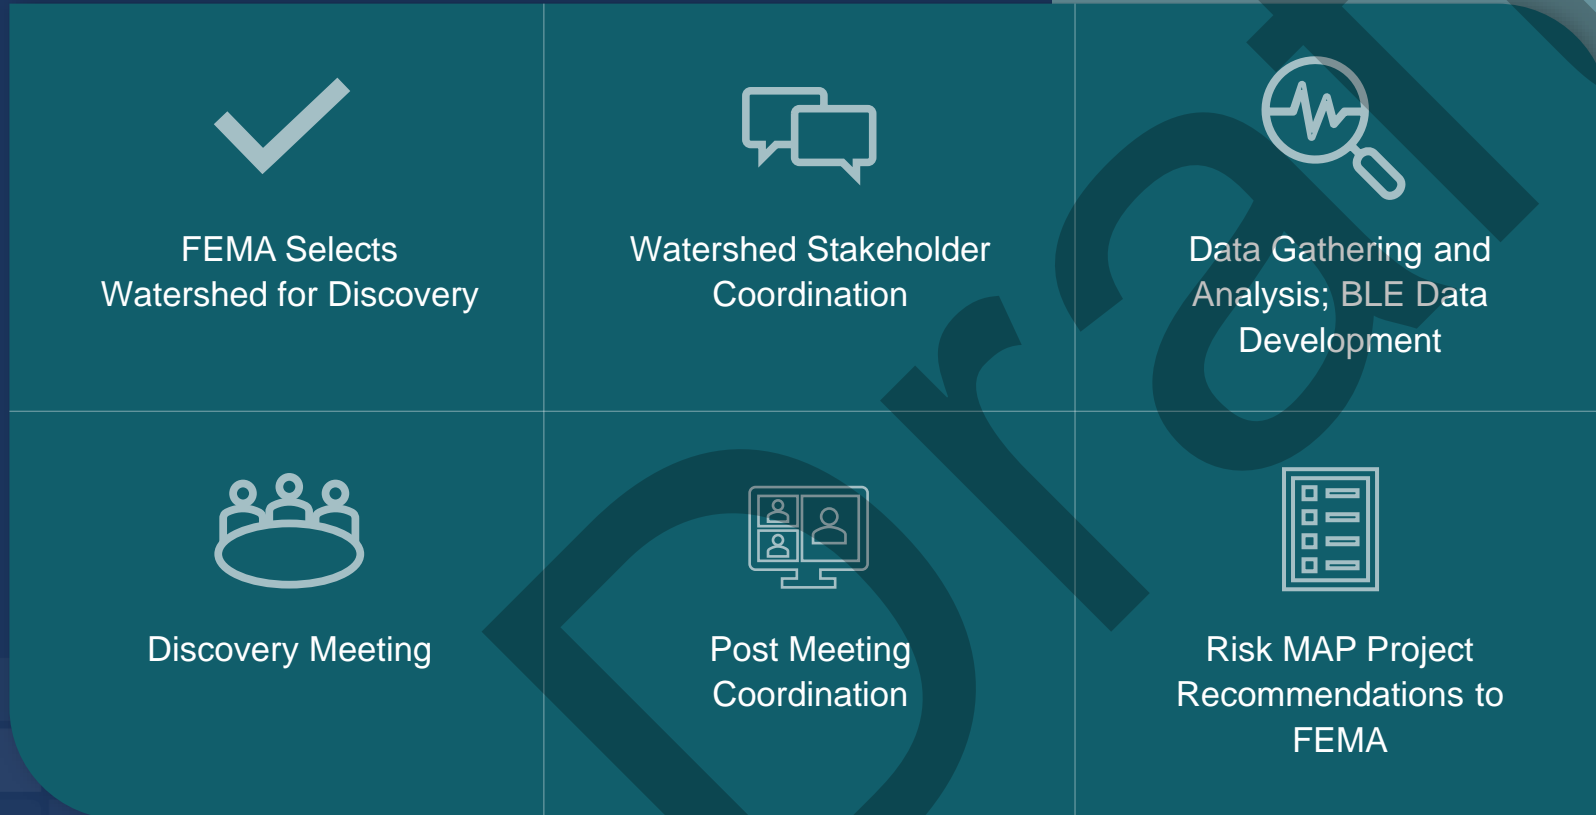 FEMA Selects
Watershed for Discovery
Watershed Stakeholder
Coordination
Data Gathering and
Analysis; BLE Data
Development
Discovery Meeting
Post Meeting
Coordination
Risk MAP Project
Recommendations to
FEMA